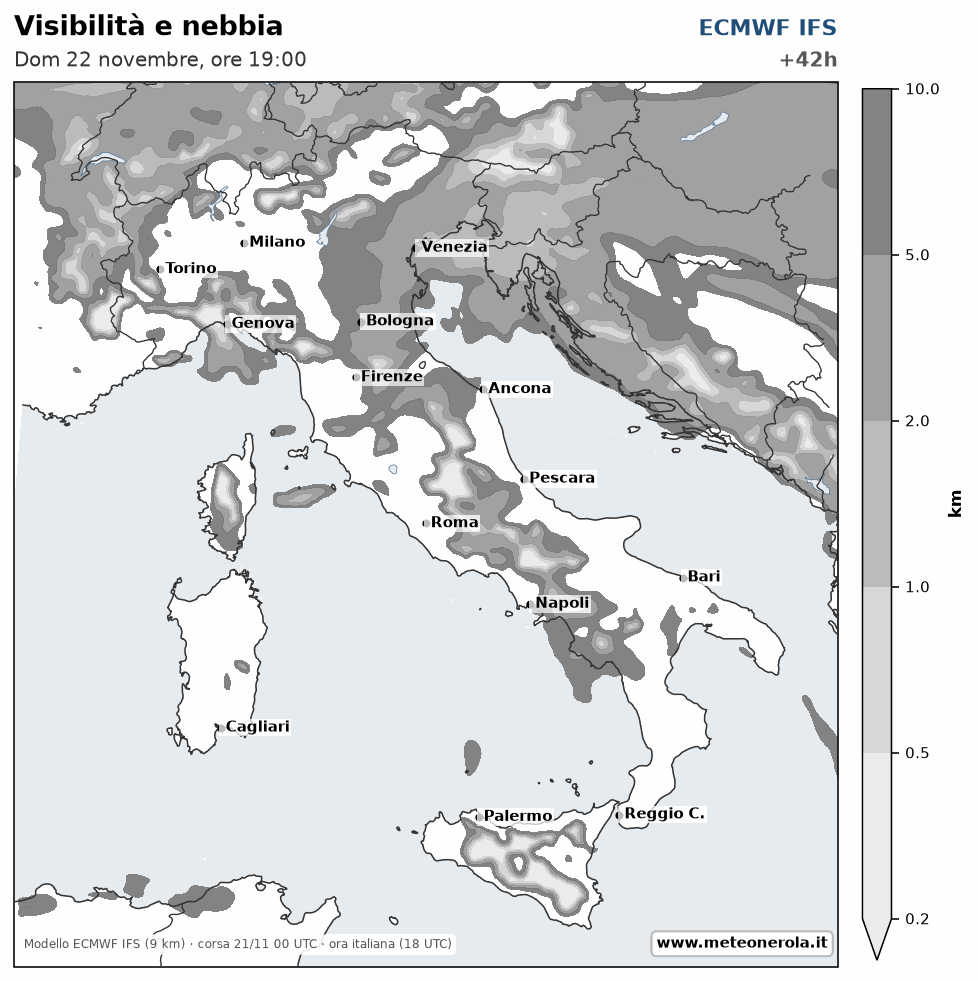 Visibilità e nebbia
ECMWF IFS
Dom 22 novembre, ore 19:00
+42h
10.0
5.0
2.0
1.0
0.5
0.2
km
Milano
Venezia
Torino
Genova
Bologna
Firenze
Ancona
Pescara
Roma
Bari
Napoli
Cagliari
Palermo
Reggio C.
Modello ECMWF IFS (9 km) · corsa 21/11 00 UTC · ora italiana (18 UTC)
www.meteonerola.it